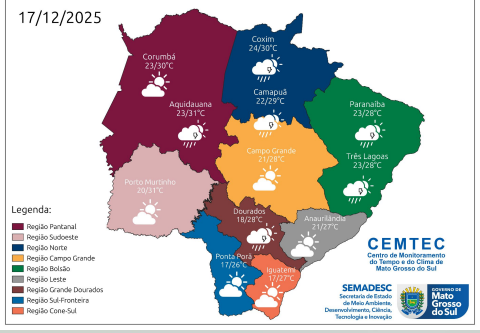 17/12/2025
Corumbá
23/30°C
Coxim
24/30°C
Camapuã
22/29°C
Aquidauana
23/31°C
Paranaíba
23/28°C
Campo Grande
21/28°C
Três Lagoas
23/28°C
Porto Murtinho
20/31°C
Dourados
18/28°C
Anaurilândia
21/27°C
Ponta Porã
17/26°C
Iguatemi
17/27°C
Legenda:
Região Pantanal
Região Sudoeste
Região Norte
Região Campo Grande
Região Bolsão
Região Leste
Região Grande Dourados
Região Sul-Fronteira
Região Cone-Sul
CEMTEC
Centro de Monitoramento
do Tempo e do Clima de
Mato Grosso do Sul
SEMADESC
Secretaria de Estado
de Meio Ambiente,
Desenvolvimento, Ciência,
Tecnologia e Inovação
GOVERNO DE
Mato
Grosso
do Sul